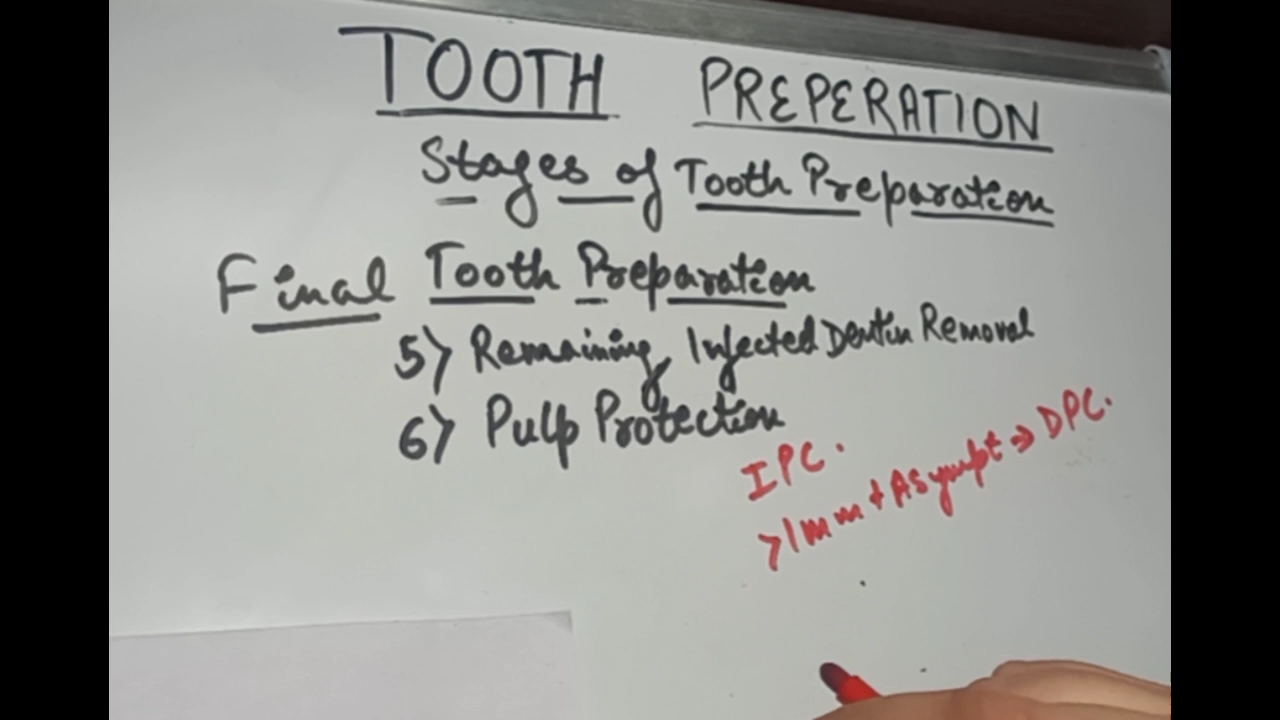 TOOTH PREPERATION
Stages of Tooth Preparation
Final Tooth Preparation
5) Remaining Infected Dentin Removal
6) Pulp Protection
IPC.
>1mm + Asympt → DPC.